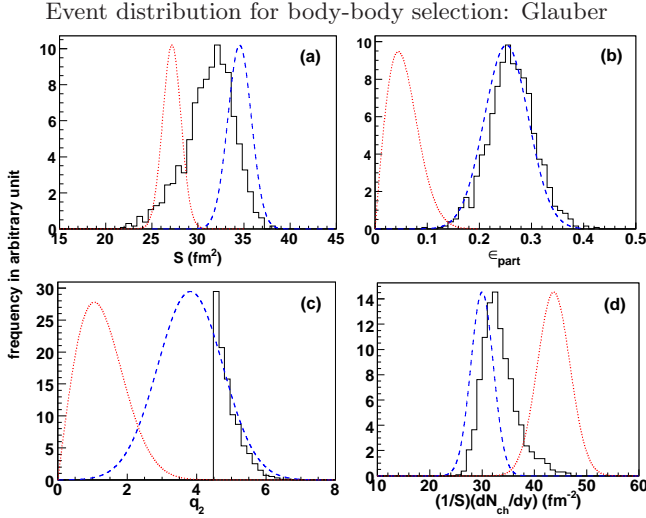 Event distribution for body-body selection: Glauber
frequency in arbitrary unit
(a)
10
8
6
4
2
0
15 20 25 30 35 40 45
S (fm²)
(b)
10
8
6
4
2
0
0 0.1 0.2 0.3 0.4 0.5
∈part
(c)
30
25
20
15
10
5
0
0 2 4 6 8
q₂
(d)
14
12
10
8
6
4
2
0
10 20 30 40 50 60
(1/S)(dNch/dy) (fm⁻²)